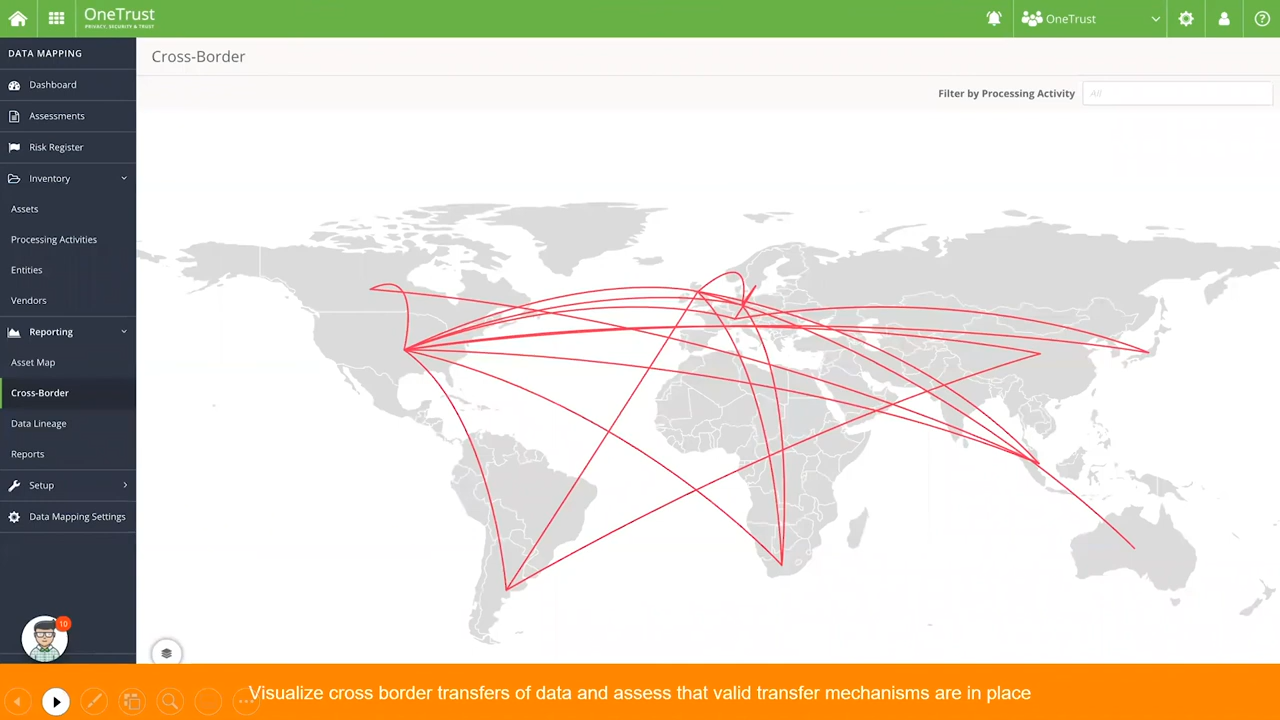 OneTrust
PRIVACY, SECURITY & TRUST
OneTrust
DATA MAPPING
Dashboard
Assessments
Risk Register
Inventory
Assets
Processing Activities
Entities
Vendors
Reporting
Asset Map
Cross-Border
Data Lineage
Reports
Setup
Data Mapping Settings
10
Cross-Border
Filter by Processing Activity
All
Visualize cross border transfers of data and assess that valid transfer mechanisms are in place